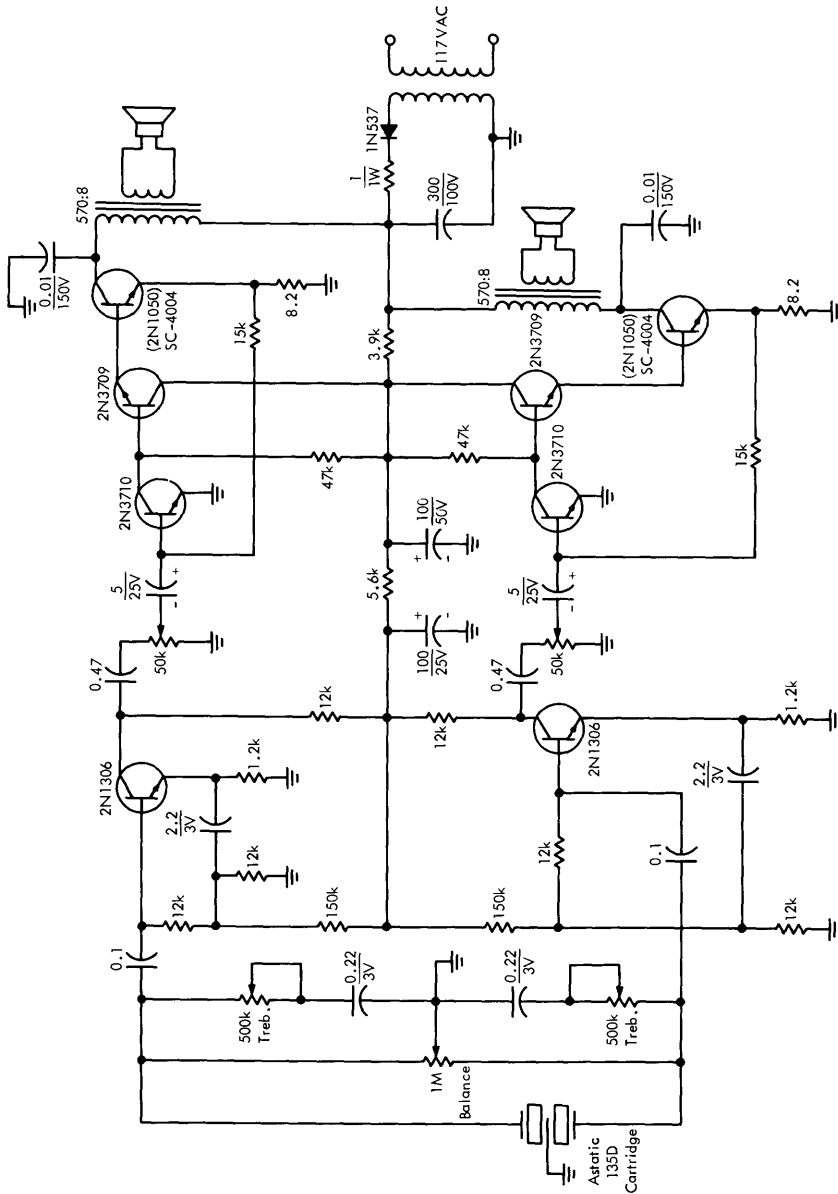 117VAC
1N537
1
1W
300
100V
570:8
0.01
150V
(2N1050)
SC-4004
8.2
15k
2N3709
2N3710
47k
3.9k
570:8
0.01
150V
(2N1050)
SC-4004
8.2
15k
2N3709
2N3710
47k
5
25V
- +
50k
0.47
12k
2N1306
1.2k
2.2
3V
12k
12k
150k
0.1
+
100
50V
-
5.6k
+
100
25V
-
5
25V
- +
50k
0.47
12k
2N1306
1.2k
2.2
3V
12k
12k
150k
0.1
500k
Treb.
0.22
3V
0.22
3V
500k
Treb.
1M
Balance
Astatic
135D
Cartridge